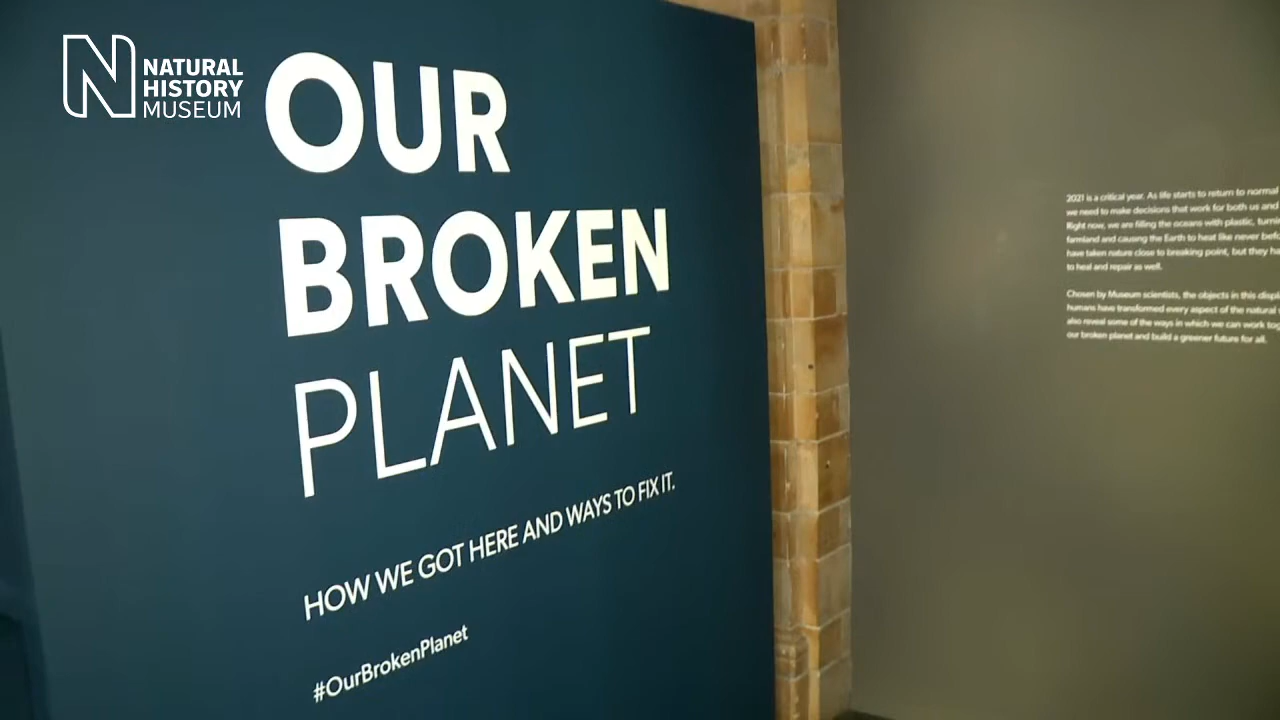 NATURAL
HISTORY
MUSEUM
OUR
BROKEN
PLANET
HOW WE GOT HERE AND WAYS TO FIX IT.
#OurBrokenPlanet
2021 is a critical year. As life starts to return to normal
we need to make decisions that work for both us and
Right now, we are filling the oceans with plastic,
farmland and causing the Earth to heat like never
have taken nature close to breaking point, but they
to heal and repair as well.
Chosen by Museum scientists, the objects in this
humans have transformed every aspect of the natural
also reveal some of the ways in which we can work
our broken planet and build a greener future for all.